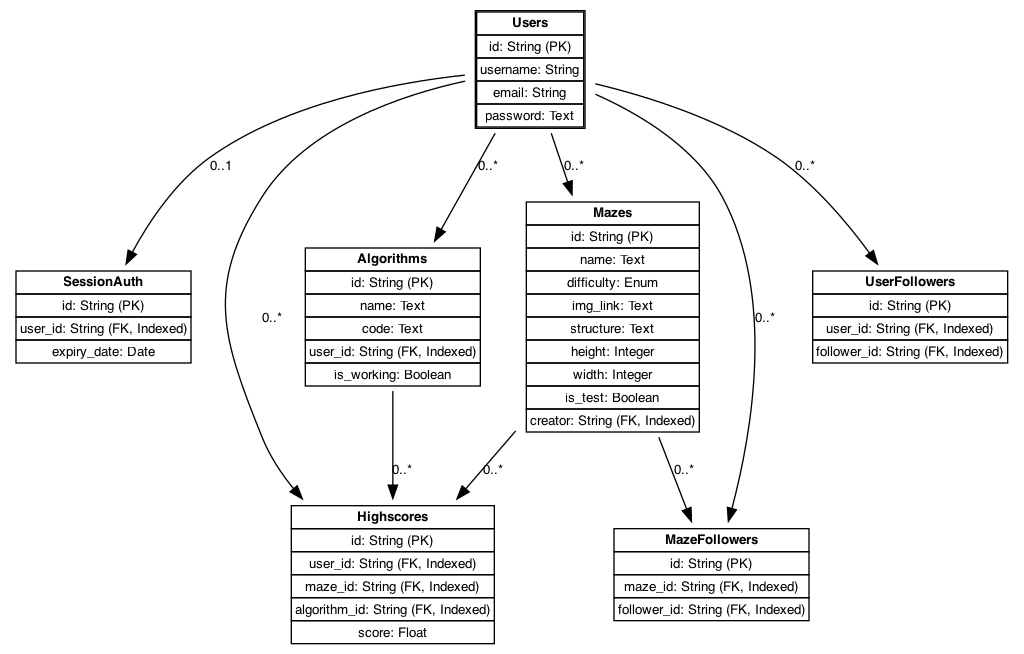 Users
id: String (PK)
username: String
email: String
password: Text
0..1
0..*
0..*
0..*
0..*
0..*
SessionAuth
id: String (PK)
user_id: String (FK, Indexed)
expiry_date: Date
Algorithms
id: String (PK)
name: Text
code: Text
user_id: String (FK, Indexed)
is_working: Boolean
Mazes
id: String (PK)
name: Text
difficulty: Enum
img_link: Text
structure: Text
height: Integer
width: Integer
is_test: Boolean
creator: String (FK, Indexed)
UserFollowers
id: String (PK)
user_id: String (FK, Indexed)
follower_id: String (FK, Indexed)
0..*
0..*
0..*
Highscores
id: String (PK)
user_id: String (FK, Indexed)
maze_id: String (FK, Indexed)
algorithm_id: String (FK, Indexed)
score: Float
MazeFollowers
id: String (PK)
maze_id: String (FK, Indexed)
follower_id: String (FK, Indexed)